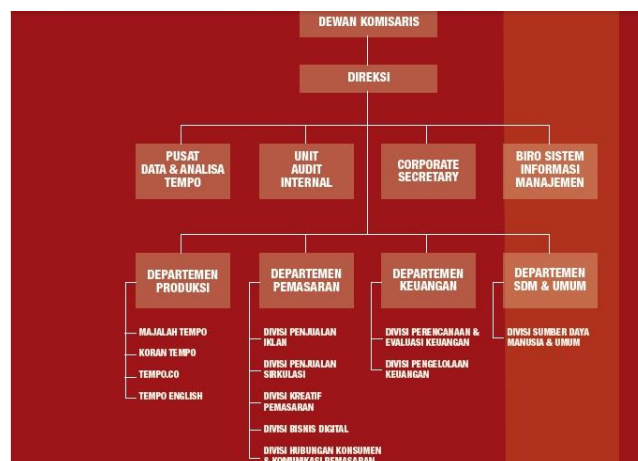 DEWAN KOMISARIS
DIREKSI
PUSAT
DATA & ANALISA
TEMPO
UNIT
AUDIT
INTERNAL
CORPORATE
SECRETARY
BIRO SISTEM
INFORMASI
MANAJEMEN
DEPARTEMEN
PRODUKSI
MAJALAH TEMPO
KORAN TEMPO
TEMPO.CO
TEMPO ENGLISH
DEPARTEMEN
PEMASARAN
DIVISI PENJUALAN
IKLAN
DIVISI PENJUALAN
SIRKULASI
DIVISI KREATIF
PEMASARAN
DIVISI BISNIS DIGITAL
DIVISI HUBUNGAN KONSUMEN
& KOMUNIKASI PEMASARAN
DEPARTEMEN
KEUANGAN
DIVISI PERENCANAAN &
EVALUASI KEUANGAN
DIVISI PENGELOLAAN
KEUANGAN
DEPARTEMEN
SDM & UMUM
DIVISI SUMBER DAYA
MANUSIA & UMUM